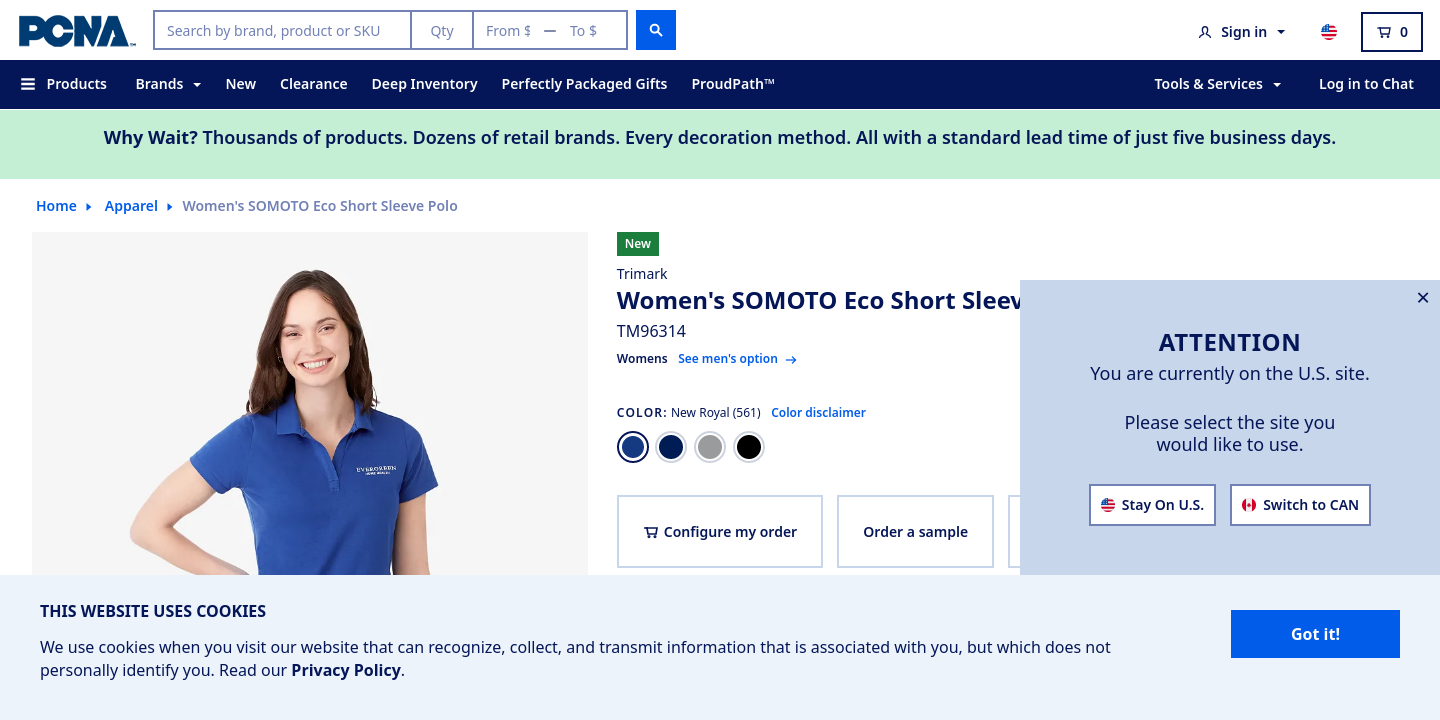 PCNA™
Search by brand, product or SKU
Qty
From $ — To $
Sign in
0
Products
Brands
New
Clearance
Deep Inventory
Perfectly Packaged Gifts
ProudPath™
Tools & Services
Log in to Chat
Why Wait? Thousands of products. Dozens of retail brands. Every decoration method. All with a standard lead time of just five business days.
Home
Apparel
Women's SOMOTO Eco Short Sleeve Polo
EVERGREEN
New
Trimark
Women's SOMOTO Eco Short Sleev
TM96314
Womens See men's option
COLOR: New Royal (561) Color disclaimer
Configure my order
Order a sample
ATTENTION
You are currently on the U.S. site.
Please select the site you
would like to use.
Stay On U.S.
Switch to CAN
THIS WEBSITE USES COOKIES
We use cookies when you visit our website that can recognize, collect, and transmit information that is associated with you, but which does not
personally identify you. Read our Privacy Policy.
Got it!